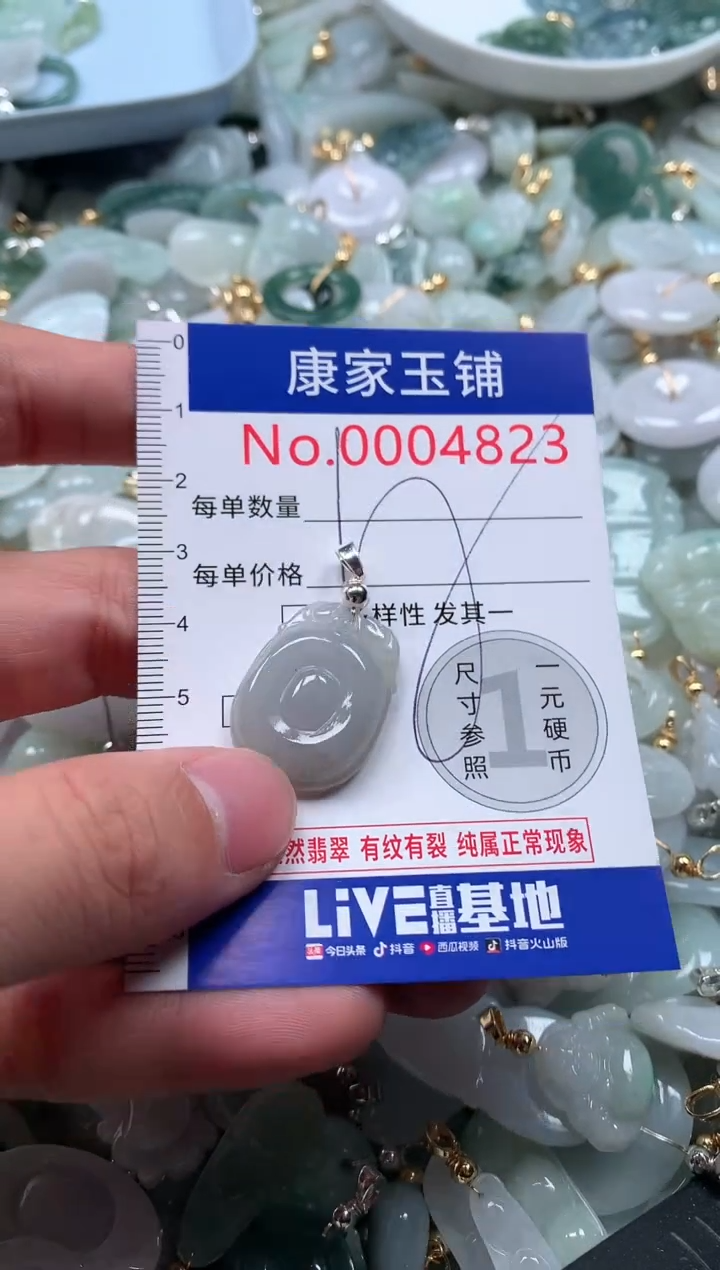 康家玉铺
No.0004823
0
1
2
3
4
5
每单数量
每单价格
样性 发其一
尺寸参照
1
一元硬币
然翡翠 有纹有裂 纯属正常现象
LiVE直播基地
今日头条 抖音 西瓜视频 抖音火山版